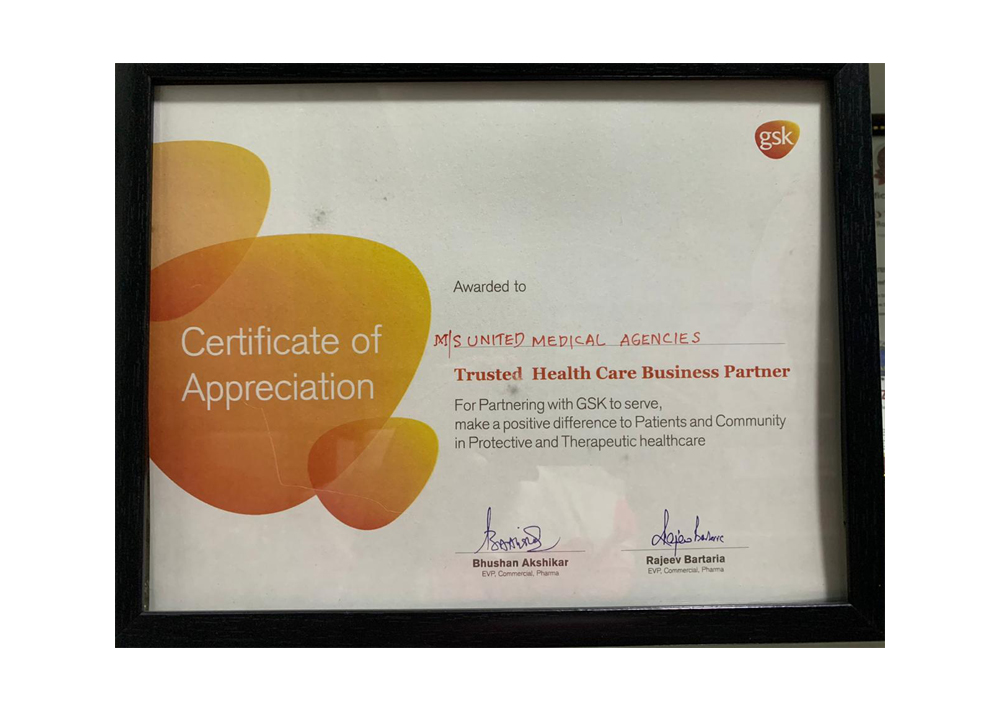 gsk
Certificate of
Appreciation
Awarded to
M/S UNITED MEDICAL AGENCIES
Trusted Health Care Business Partner
For Partnering with GSK to serve,
make a positive difference to Patients and Community
in Protective and Therapeutic healthcare
Bhushan Akshikar
EVP, Commercial, Pharma
Rajeev Bartaria
EVP, Commercial, Pharma